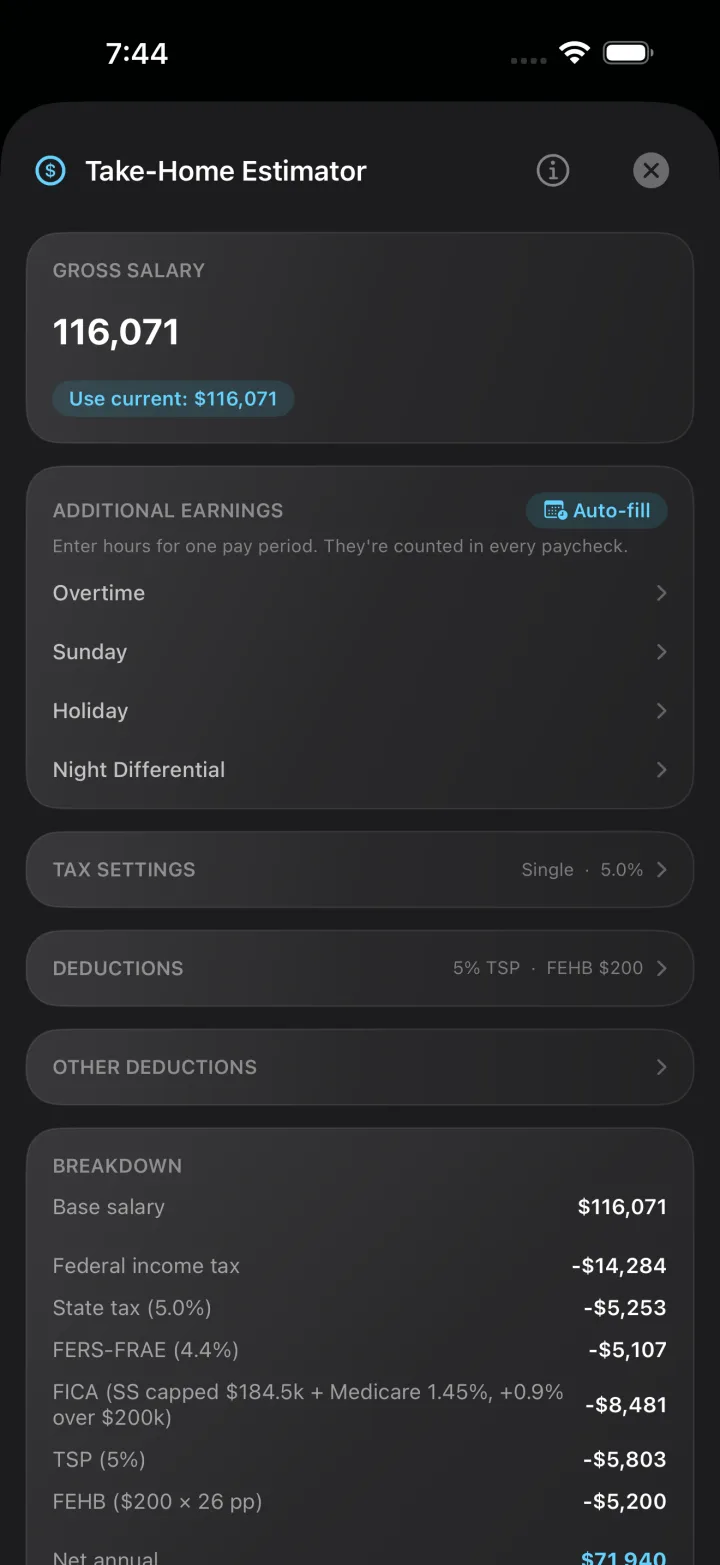 7:44
Take-Home Estimator
GROSS SALARY
116,071
Use current: $116,071
ADDITIONAL EARNINGS
Auto-fill
Enter hours for one pay period. They're counted in every paycheck.
Overtime
Sunday
Holiday
Night Differential
TAX SETTINGS
Single · 5.0%
DEDUCTIONS
5% TSP · FEHB $200
OTHER DEDUCTIONS
BREAKDOWN
Base salary $116,071
Federal income tax -$14,284
State tax (5.0%) -$5,253
FERS-FRAE (4.4%) -$5,107
FICA (SS capped $184.5k + Medicare 1.45%, +0.9%
over $200k) -$8,481
TSP (5%) -$5,803
FEHB ($200 × 26 pp) -$5,200
Net annual $71,940